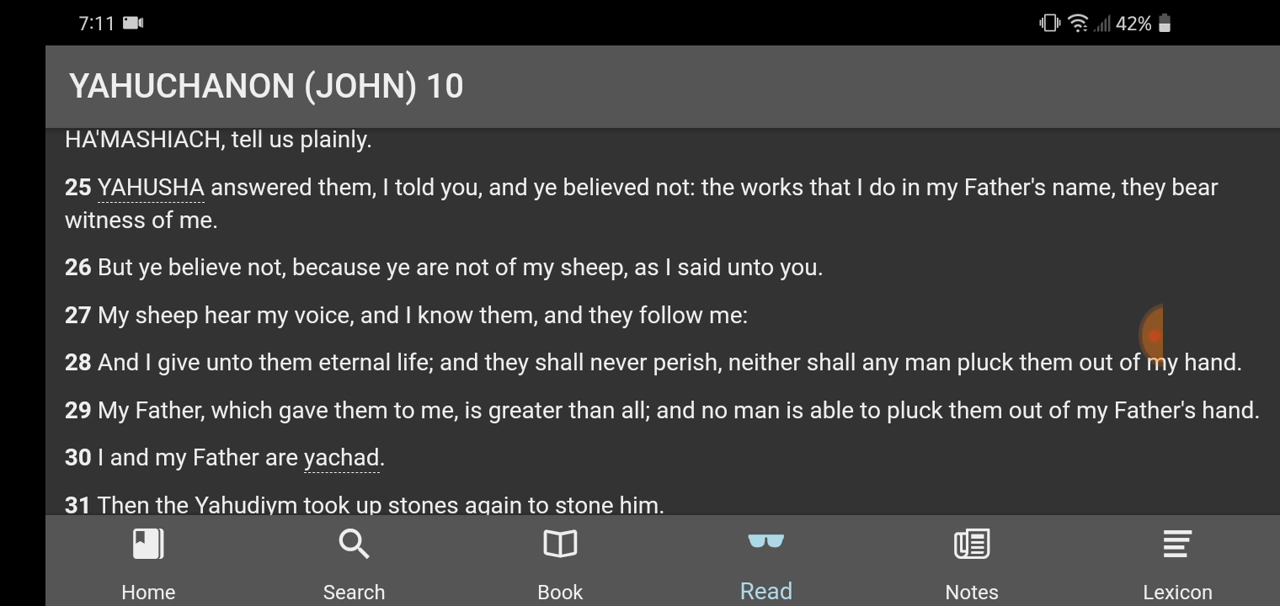 7:11
42%
YAHUCHANON (JOHN) 10
HA'MASHIACH, tell us plainly.
25 YAHUSHA answered them, I told you, and ye believed not: the works that I do in my Father's name, they bear
witness of me.
26 But ye believe not, because ye are not of my sheep, as I said unto you.
27 My sheep hear my voice, and I know them, and they follow me:
28 And I give unto them eternal life; and they shall never perish, neither shall any man pluck them out of my hand.
29 My Father, which gave them to me, is greater than all; and no man is able to pluck them out of my Father's hand.
30 I and my Father are yachad.
31 Then the Yahudiym took up stones again to stone him.
Home Search Book Read Notes Lexicon